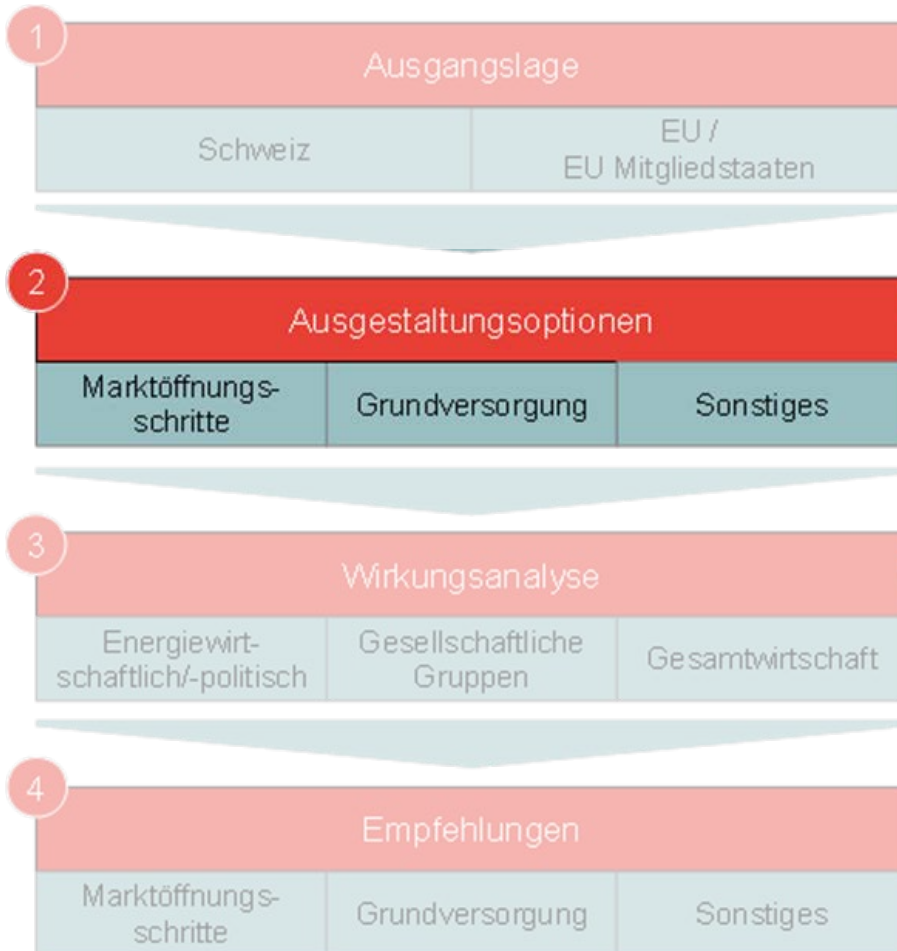 1
Ausgangslage
Schweiz
EU /
EU Mitgliedstaaten
2
Ausgestaltungsoptionen
Marktöffnungs-
schritte
Grundversorgung
Sonstiges
3
Wirkungsanalyse
Energiewirt-
schaftlich/-politisch
Gesellschaftliche
Gruppen
Gesamtwirtschaft
4
Empfehlungen
Marktöffnungs-
schritte
Grundversorgung
Sonstiges